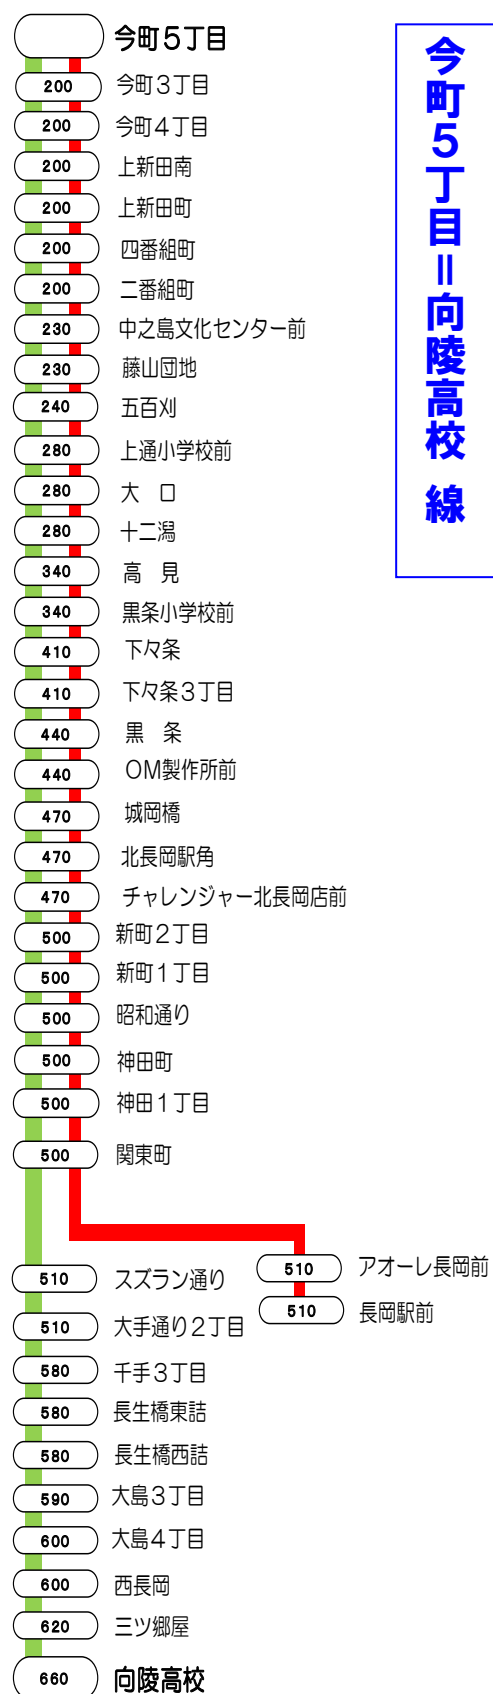 今町５丁目＝向陵高校 線
今町５丁目
200 今町３丁目
200 今町４丁目
200 上新田南
200 上新田町
200 四番組町
200 二番組町
230 中之島文化センター前
230 藤山団地
240 五百刈
280 上通小学校前
280 大　口
280 十二潟
340 高　見
340 黒条小学校前
410 下々条
410 下々条３丁目
440 黒　条
440 OM製作所前
470 城岡橋
470 北長岡駅角
470 チャレンジャー北長岡店前
500 新町２丁目
500 新町１丁目
500 昭和通り
500 神田町
500 神田１丁目
500 関東町
510 アオーレ長岡前
510 長岡駅前
510 スズラン通り
510 大手通り２丁目
580 千手３丁目
580 長生橋東詰
580 長生橋西詰
590 大島３丁目
600 大島４丁目
600 西長岡
620 三ツ郷屋
660 向陵高校